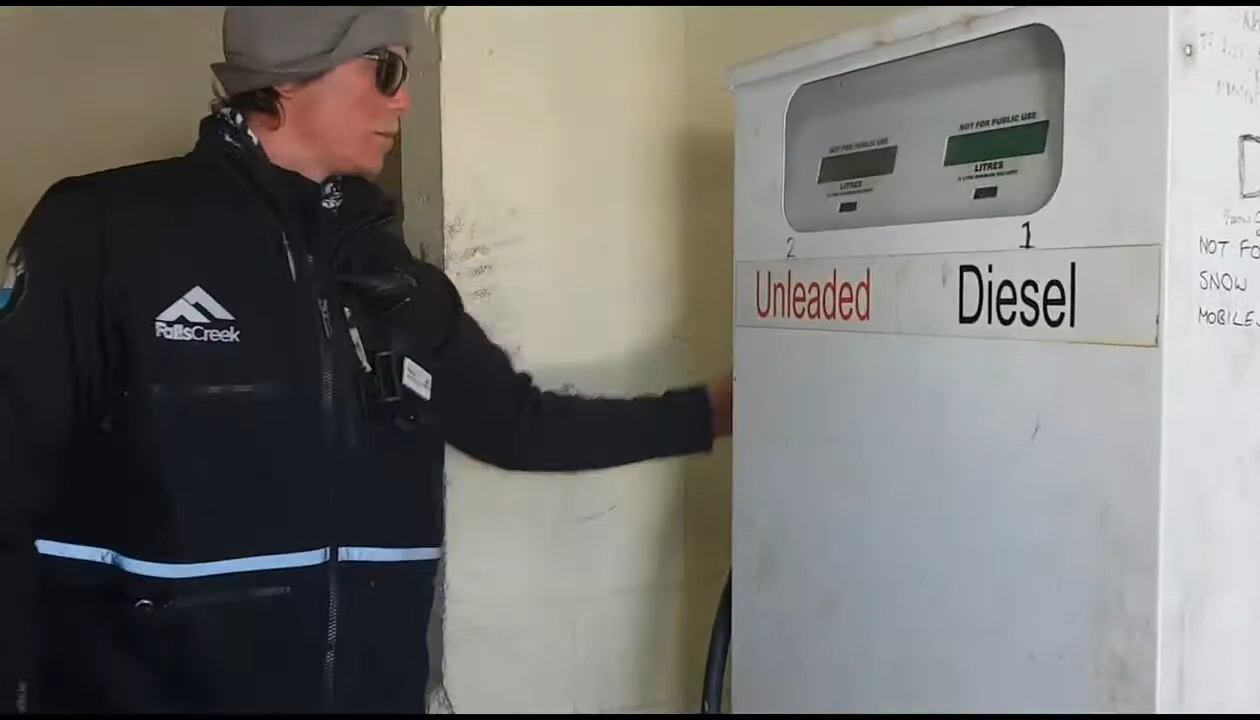 FallsCreek
NOT FOR PUBLIC USE
LITRES
NOT FOR PUBLIC USE
LITRES
2
1
Unleaded
Diesel
NOT FO
SNOW
MOBILE